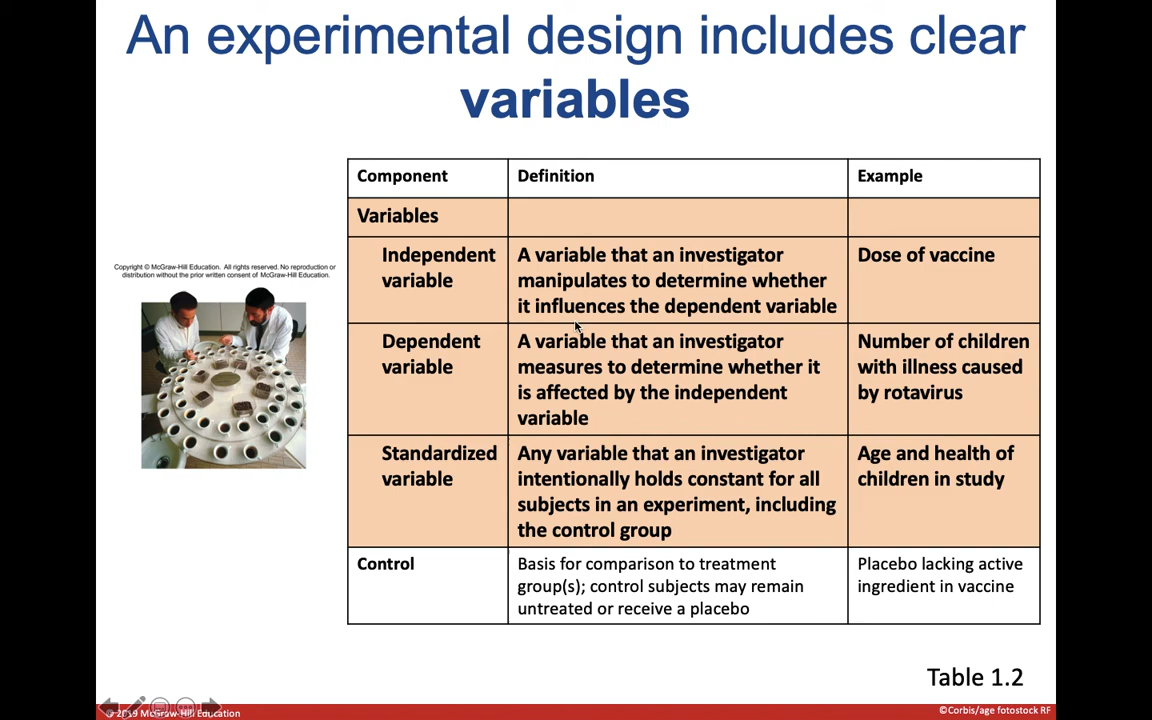 An experimental design includes clear
variables
Copyright © McGraw-Hill Education. All rights reserved. No reproduction or
distribution without the prior written consent of McGraw-Hill Education.
Component Definition Example
Variables
Independent variable
A variable that an investigator
manipulates to determine whether
it influences the dependent variable
Dose of vaccine
Dependent variable
A variable that an investigator
measures to determine whether it
is affected by the independent
variable
Number of children
with illness caused
by rotavirus
Standardized variable
Any variable that an investigator
intentionally holds constant for all
subjects in an experiment, including
the control group
Age and health of
children in study
Control
Basis for comparison to treatment
group(s); control subjects may remain
untreated or receive a placebo
Placebo lacking active
ingredient in vaccine
Table 1.2
© 2019 McGraw-Hill Education
©Corbis/age fotostock RF